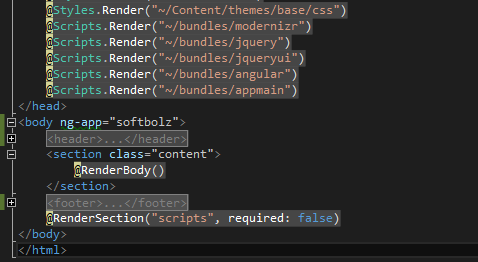 @Styles.Render("~/Content/themes/base/css")
@Scripts.Render("~/bundles/modernizr")
@Scripts.Render("~/bundles/jquery")
@Scripts.Render("~/bundles/jqueryui")
@Scripts.Render("~/bundles/angular")
@Scripts.Render("~/bundles/appmain")
</head>
<body ng-app="softbolz">
<header>...</header>
<section class="content">
@RenderBody()
</section>
<footer>...</footer>
@RenderSection("scripts", required: false)
</body>
</html>